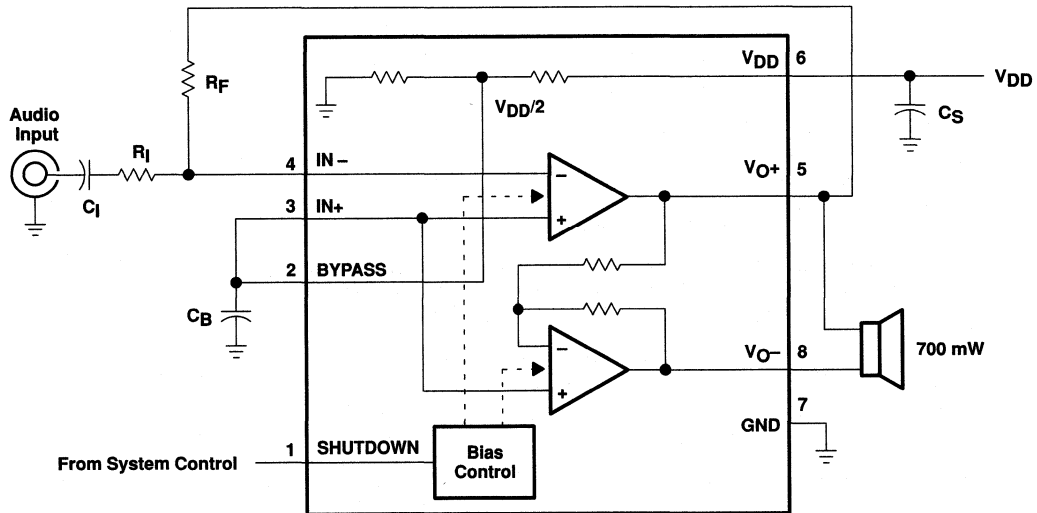 VDD 6
VDD
RF
VDD/2
CS
Audio
Input
RI
4 IN−
VO+ 5
CI
3 IN+
2 BYPASS
CB
VO− 8
700 mW
7
GND
1 SHUTDOWN
From System Control
Bias
Control
− +
− +